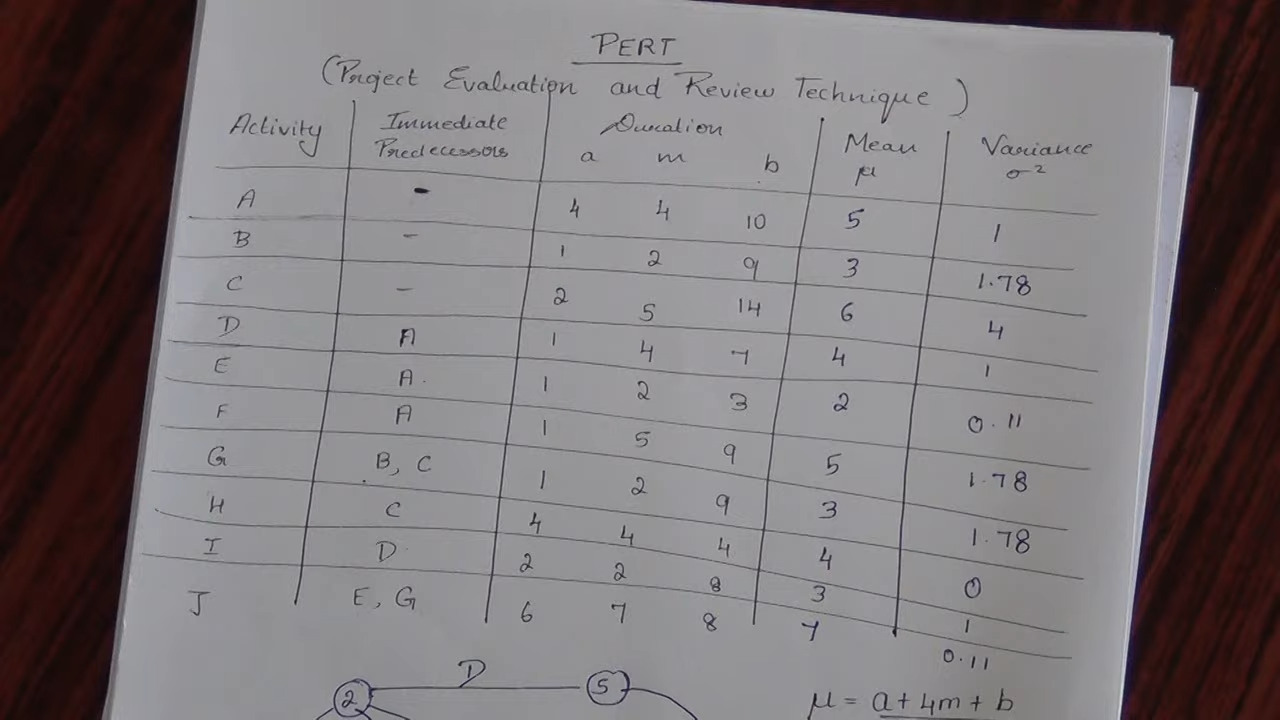 PERT
(Project Evaluation and Review Technique)
Activity Immediate Predecessors Duration a m b Mean μ Variance σ²
A - 4 4 10 5 1
B - 1 2 9 3 1.78
C - 2 5 14 6 4
D A 1 4 7 4 1
E A 1 2 3 2 0.11
F A 1 5 9 5 1.78
G B, C 1 2 9 3 1.78
H C 4 4 4 4 0
I D 2 2 8 3 1
J E, G 6 7 8 7 0.11
2 D 5
μ = a + 4m + b